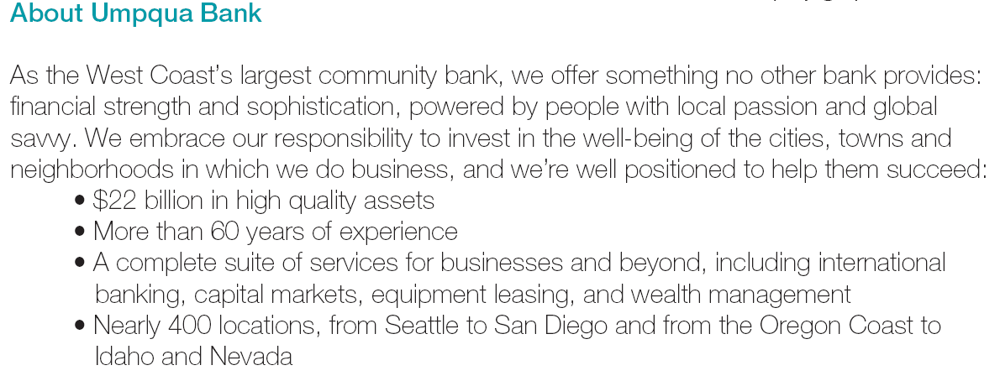 About Umpqua Bank
As the West Coast's largest community bank, we offer something no other bank provides:
financial strength and sophistication, powered by people with local passion and global
savvy. We embrace our responsibility to invest in the well-being of the cities, towns and
neighborhoods in which we do business, and we're well positioned to help them succeed:
• $22 billion in high quality assets
• More than 60 years of experience
• A complete suite of services for businesses and beyond, including international
banking, capital markets, equipment leasing, and wealth management
• Nearly 400 locations, from Seattle to San Diego and from the Oregon Coast to
Idaho and Nevada